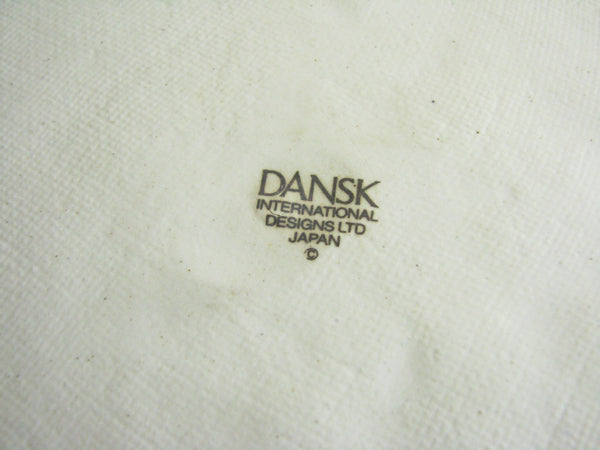 DANSK
INTERNATIONAL
DESIGNS LTD
JAPAN
©